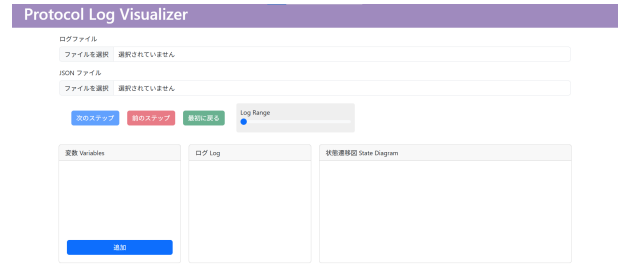 Protocol Log Visualizer
ログファイル
ファイルを選択 選択されていません
JSON ファイル
ファイルを選択 選択されていません
次のステップ 前のステップ 最初に戻る Log Range
変数 Variables ログ Log 状態遷移図 State Diagram
追加